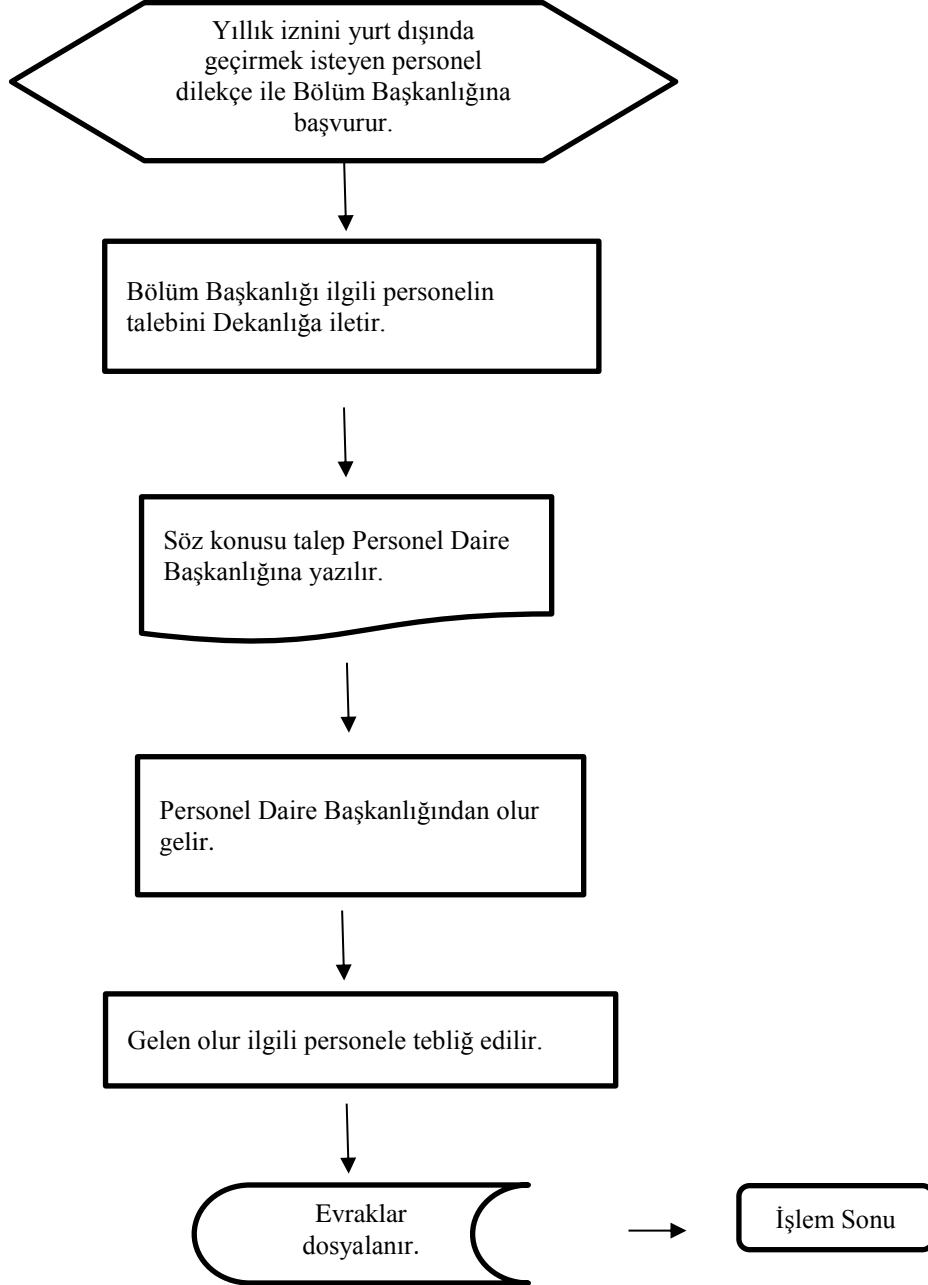 Yıllık iznini yurt dışında
geçirmek isteyen personel
dilekçe ile Bölüm Başkanlığına
başvurur.
Bölüm Başkanlığı ilgili personelin
talebini Dekanlığa iletir.
Söz konusu talep Personel Daire
Başkanlığına yazılır.
Personel Daire Başkanlığından olur
gelir.
Gelen olur ilgili personele tebliğ edilir.
Evraklar
dosyalanır.
İşlem Sonu